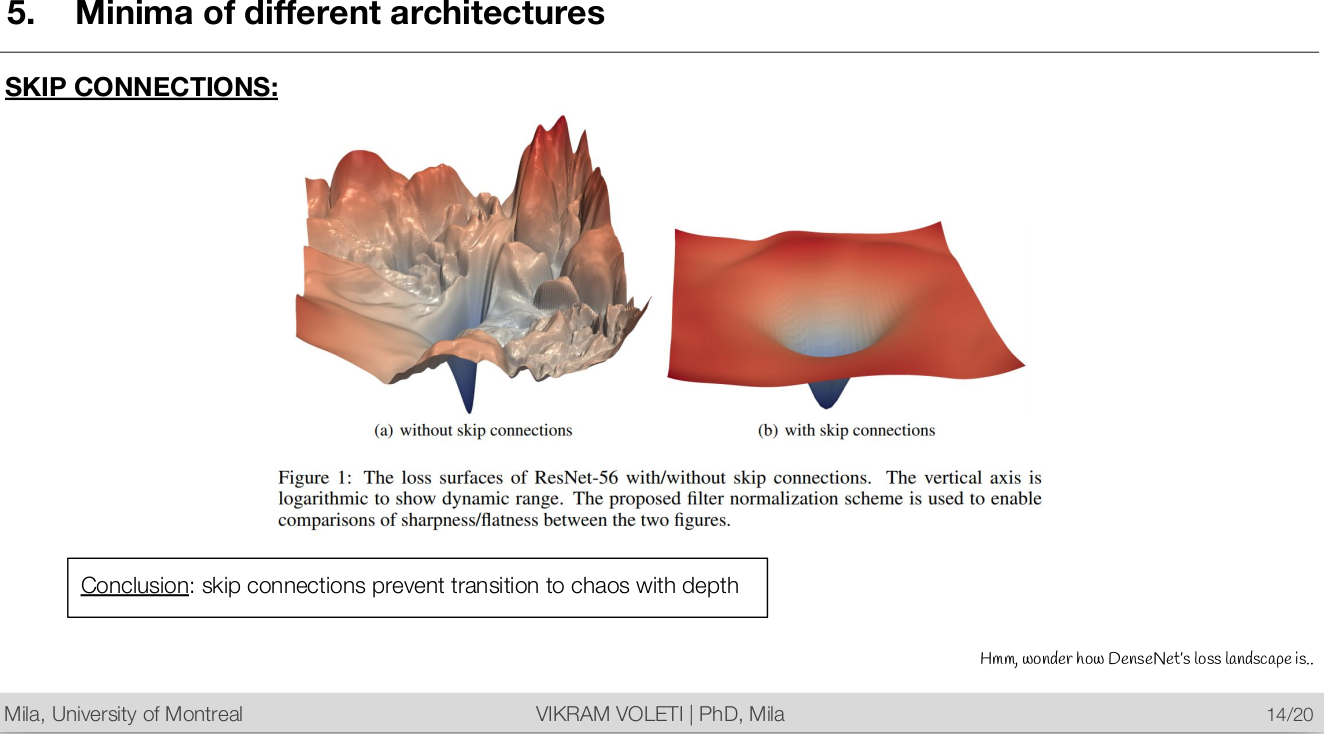 5. Minima of different architectures
SKIP CONNECTIONS:
(a) without skip connections
(b) with skip connections
Figure 1: The loss surfaces of ResNet-56 with/without skip connections. The vertical axis is
logarithmic to show dynamic range. The proposed filter normalization scheme is used to enable
comparisons of sharpness/flatness between the two figures.
Conclusion: skip connections prevent transition to chaos with depth
Hmm, wonder how DenseNet's loss landscape is..
Mila, University of Montreal
VIKRAM VOLETI | PhD, Mila
14/20